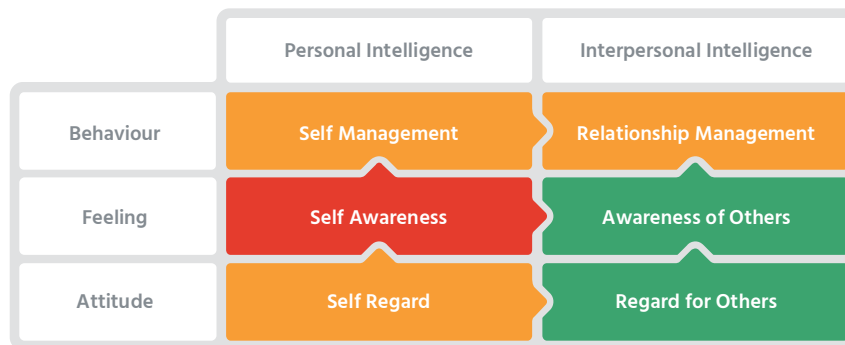 Personal Intelligence
Interpersonal Intelligence
Behaviour
Self Management
Relationship Management
Feeling
Self Awareness
Awareness of Others
Attitude
Self Regard
Regard for Others